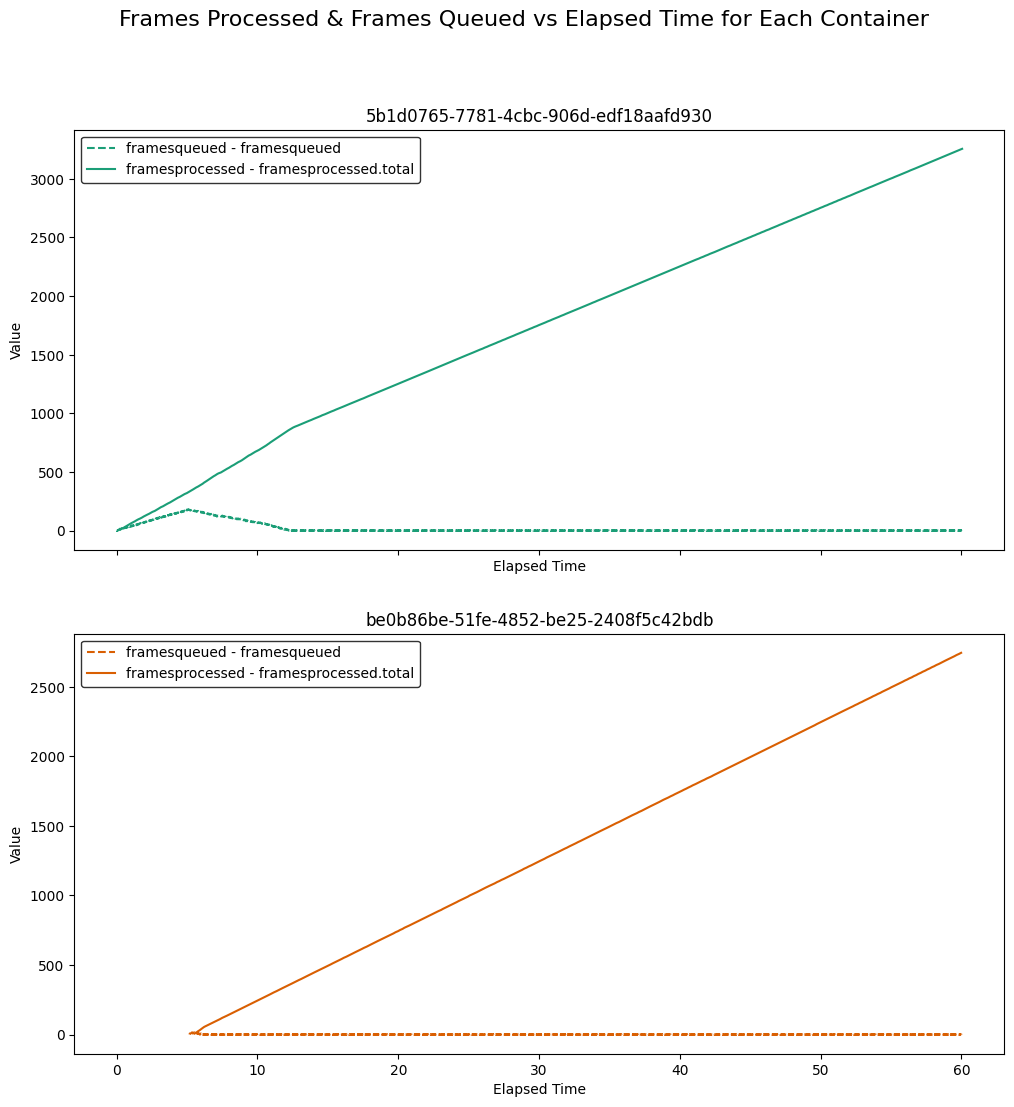 Frames Processed & Frames Queued vs Elapsed Time for Each Container
5b1d0765-7781-4cbc-906d-edf18aafd930
framesqueued - framesqueued
framesprocessed - framesprocessed.total
3000
2500
2000
1500
1000
500
0
Value
Elapsed Time
be0b86be-51fe-4852-be25-2408f5c42bdb
framesqueued - framesqueued
framesprocessed - framesprocessed.total
2500
2000
1500
1000
500
0
Value
0 10 20 30 40 50 60
Elapsed Time